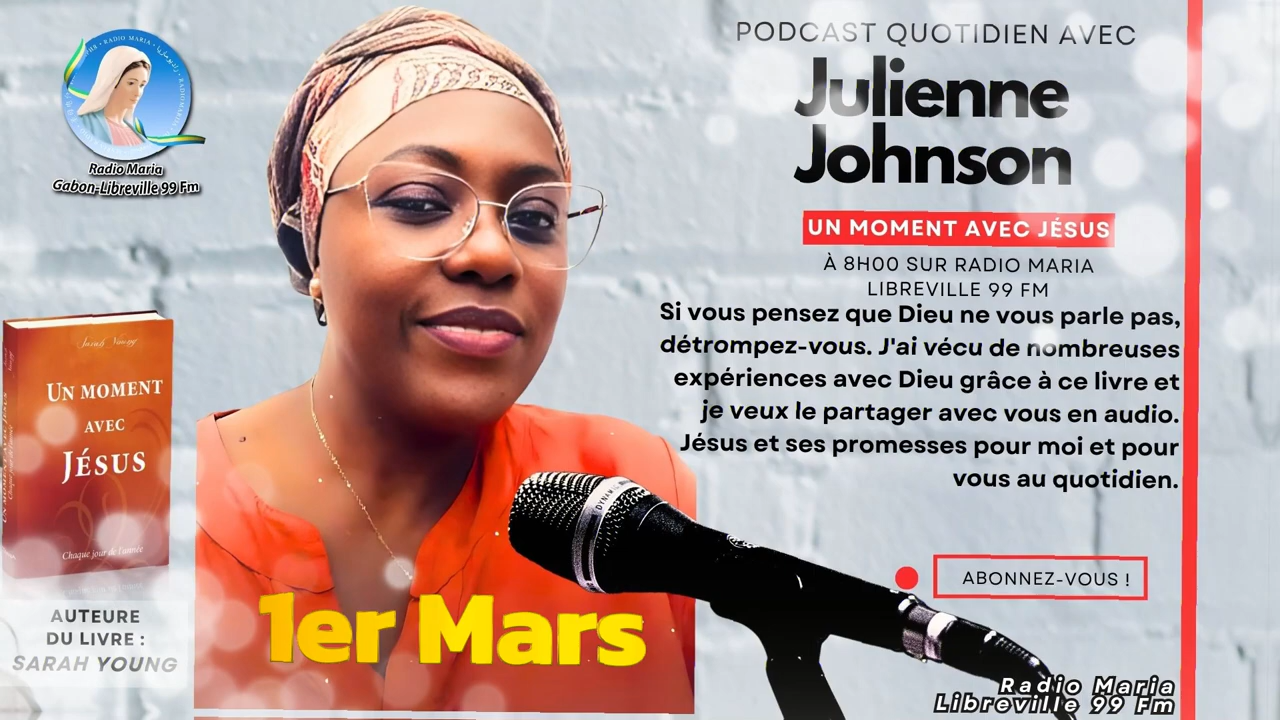 RADIO MARIA
Radio Maria
Gabon-Libreville 99 Fm
PODCAST QUOTIDIEN AVEC
Julienne
Johnson
UN MOMENT AVEC JÉSUS
À 8H00 SUR RADIO MARIA
LIBREVILLE 99 FM
Si vous pensez que Dieu ne vous parle pas,
détrompez-vous. J'ai vécu de nombreuses
expériences avec Dieu grâce à ce livre et
je veux le partager avec vous en audio.
Jésus et ses promesses pour moi et pour
vous au quotidien.
Sarah Young
UN MOMENT
AVEC
JÉSUS
Chaque jour de l'année
AUTEURE
DU LIVRE :
SARAH YOUNG
1er Mars
ABONNEZ-VOUS !
Radio Maria
Libreville 99 Fm